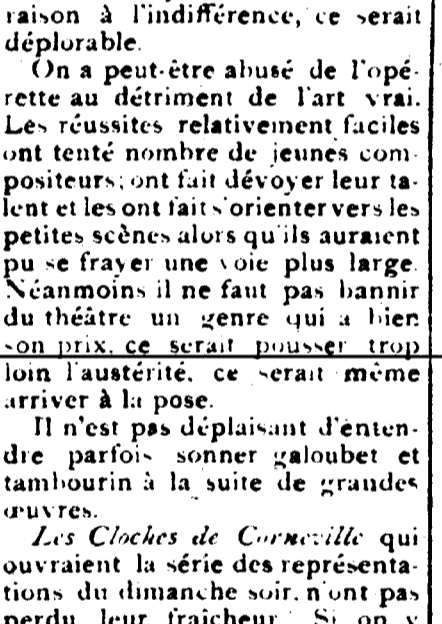 raison à l'indifférence, ce serait
déplorable.
On a peut-être abusé de l'opé-
rette au détriment de l'art vrai.
Les réussites relativement faciles
ont tenté nombre de jeunes com-
positeurs; ont fait dévoyer leur ta-
lent et les ont fait s'orienter vers les
petites scènes alors qu'ils auraient
pu se frayer une voie plus large.
Néanmoins il ne faut pas bannir
du théâtre un genre qui a bien
son prix, ce serait pousser trop
loin l'austérité, ce serait même
arriver à la pose.
Il n'est pas déplaisant d'enten-
dre parfois sonner galoubet et
tambourin à la suite de grandes
œuvres.
Les Cloches de Corneville qui
ouvraient la série des représenta-
tions du dimanche soir, n'ont pas
perdu leur fraîcheur. Si on y